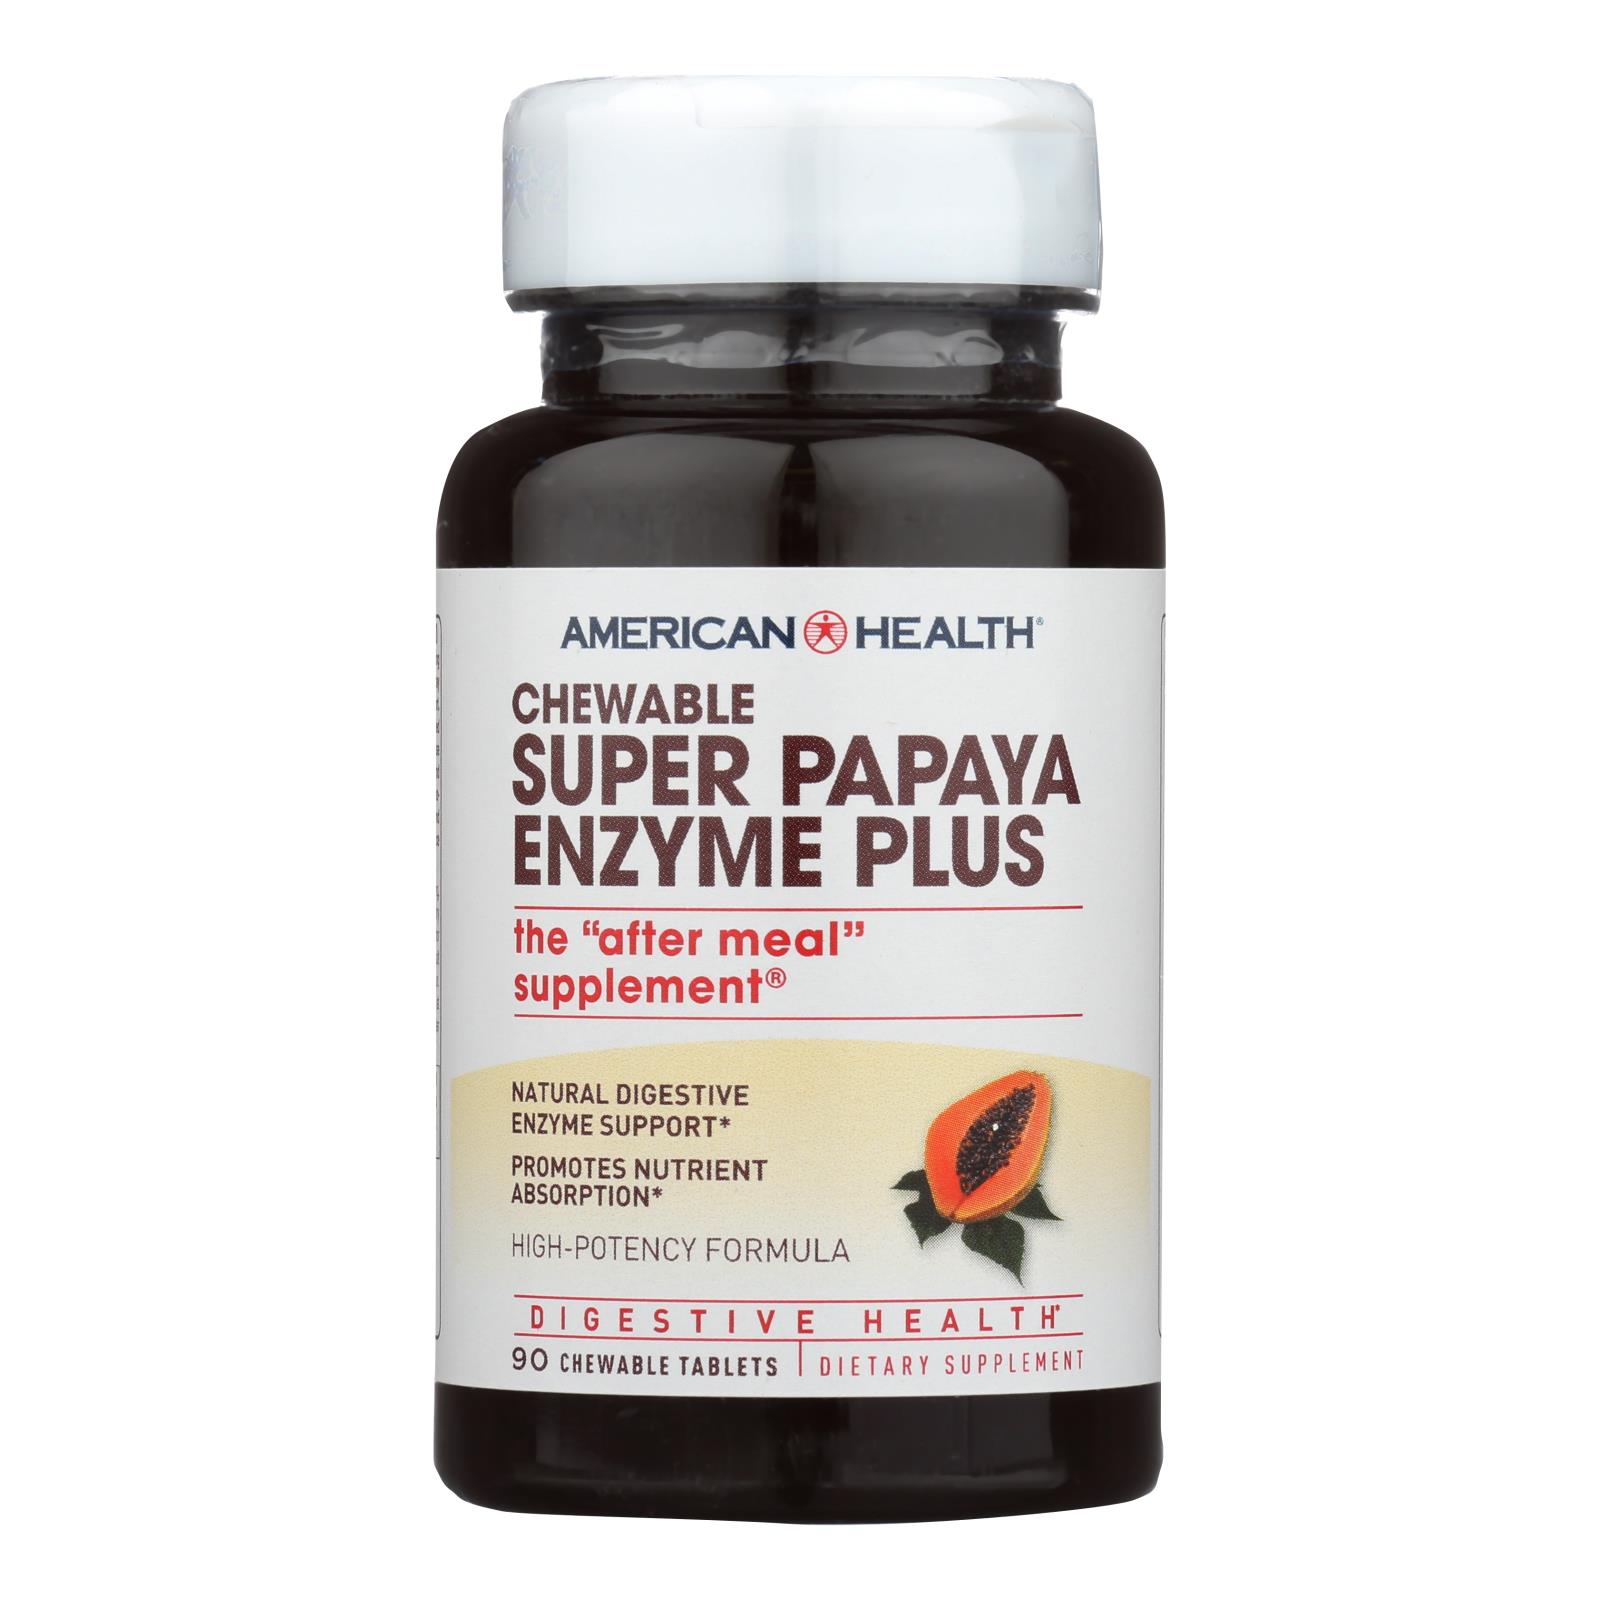 AMERICAN HEALTH®
CHEWABLE
SUPER PAPAYA
ENZYME PLUS
the “after meal”
supplement®
NATURAL DIGESTIVE
ENZYME SUPPORT*
PROMOTES NUTRIENT
ABSORPTION*
HIGH-POTENCY FORMULA
DIGESTIVE HEALTH*
90 CHEWABLE TABLETS | DIETARY SUPPLEMENT